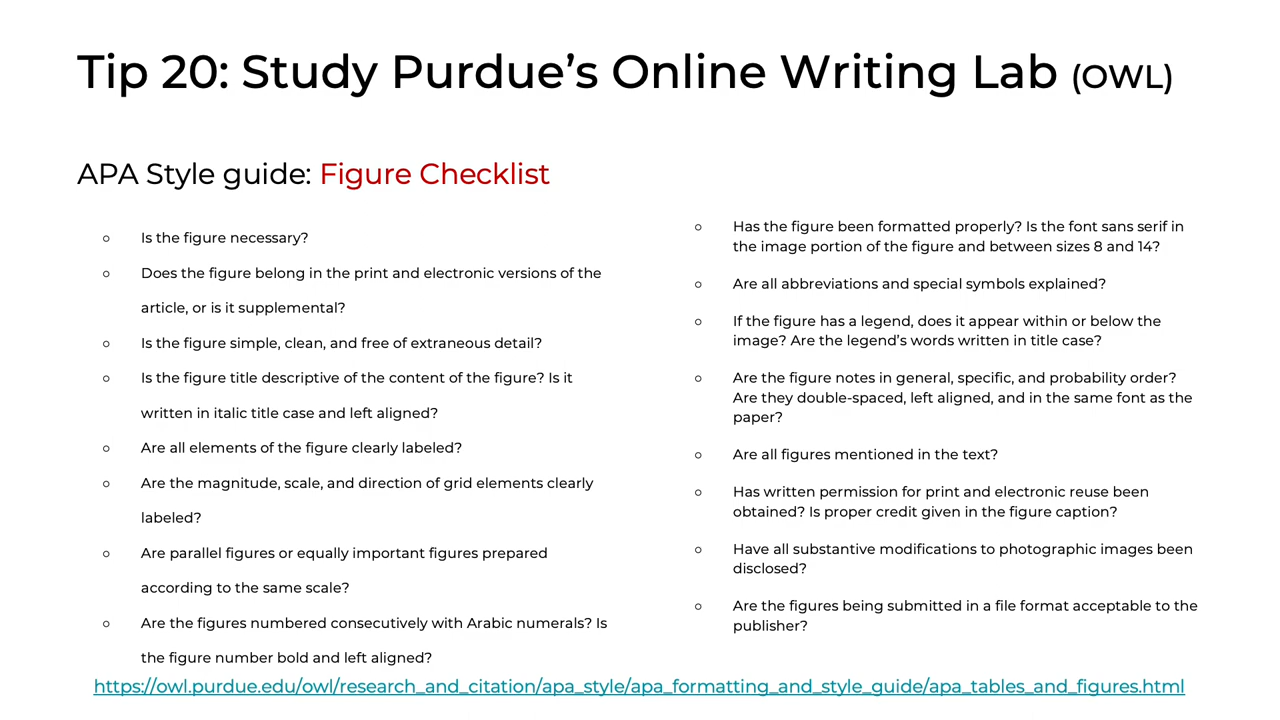 Tip 20: Study Purdue’s Online Writing Lab (OWL)
APA Style guide: Figure Checklist
○ Is the figure necessary?
○ Does the figure belong in the print and electronic versions of the
article, or is it supplemental?
○ Is the figure simple, clean, and free of extraneous detail?
○ Is the figure title descriptive of the content of the figure? Is it
written in italic title case and left aligned?
○ Are all elements of the figure clearly labeled?
○ Are the magnitude, scale, and direction of grid elements clearly
labeled?
○ Are parallel figures or equally important figures prepared
according to the same scale?
○ Are the figures numbered consecutively with Arabic numerals? Is
the figure number bold and left aligned?
○ Has the figure been formatted properly? Is the font sans serif in
the image portion of the figure and between sizes 8 and 14?
○ Are all abbreviations and special symbols explained?
○ If the figure has a legend, does it appear within or below the
image? Are the legend’s words written in title case?
○ Are the figure notes in general, specific, and probability order?
Are they double-spaced, left aligned, and in the same font as the
paper?
○ Are all figures mentioned in the text?
○ Has written permission for print and electronic reuse been
obtained? Is proper credit given in the figure caption?
○ Have all substantive modifications to photographic images been
disclosed?
○ Are the figures being submitted in a file format acceptable to the
publisher?
https://owl.purdue.edu/owl/research_and_citation/apa_style/apa_formatting_and_style_guide/apa_tables_and_figures.html